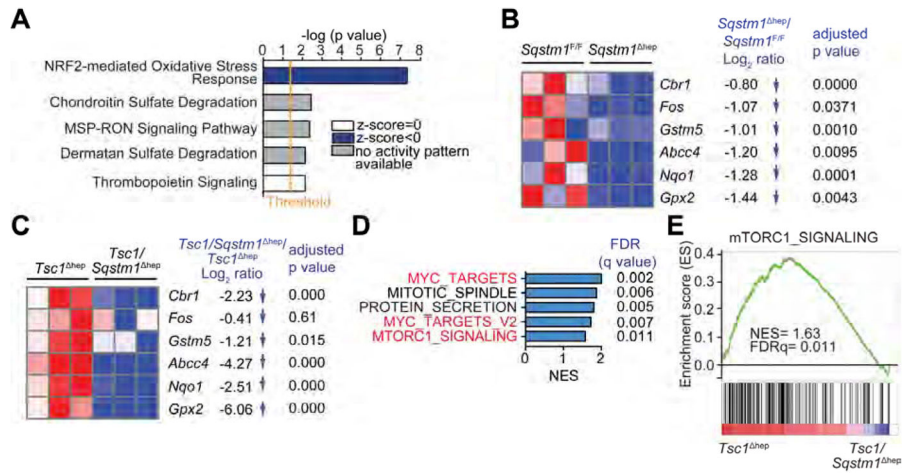 A
-log (p value)
0 1 2 3 4 5 6 7 8
NRF2-mediated Oxidative Stress
Response
Chondroitin Sulfate Degradation
MSP-RON Signaling Pathway
Dermatan Sulfate Degradation
Thrombopoietin Signaling
z-score=0
z-score<0
no activity pattern
available
Threshold
B
Sqstm1F/F Sqstm1Δhep
Sqstm1Δhep/
Sqstm1F/F
Log2 ratio
adjusted
p value
Cbr1 -0.80 0.0000
Fos -1.07 0.0371
Gstm5 -1.01 0.0010
Abcc4 -1.20 0.0095
Nqo1 -1.28 0.0001
Gpx2 -1.44 0.0043
C
Tsc1Δhep
Tsc1/
Sqstm1Δhep
Tsc1/Sqstm1Δhep/
Tsc1Δhep
Log2 ratio
adjusted
p value
Cbr1 -2.23 0.000
Fos -0.41 0.61
Gstm5 -1.21 0.015
Abcc4 -4.27 0.000
Nqo1 -2.51 0.000
Gpx2 -6.06 0.000
D
FDR
(q value)
MYC_TARGETS 0.002
MITOTIC_SPINDLE 0.006
PROTEIN_SECRETION 0.005
MYC_TARGETS_V2 0.007
MTORC1_SIGNALING 0.011
0 1 2
NES
E
mTORC1_SIGNALING
Enrichment score (ES)
0.4
0.3
0.2
0.1
0.0
NES= 1.63
FDRq= 0.011
Tsc1Δhep
Tsc1/
Sqstm1Δhep